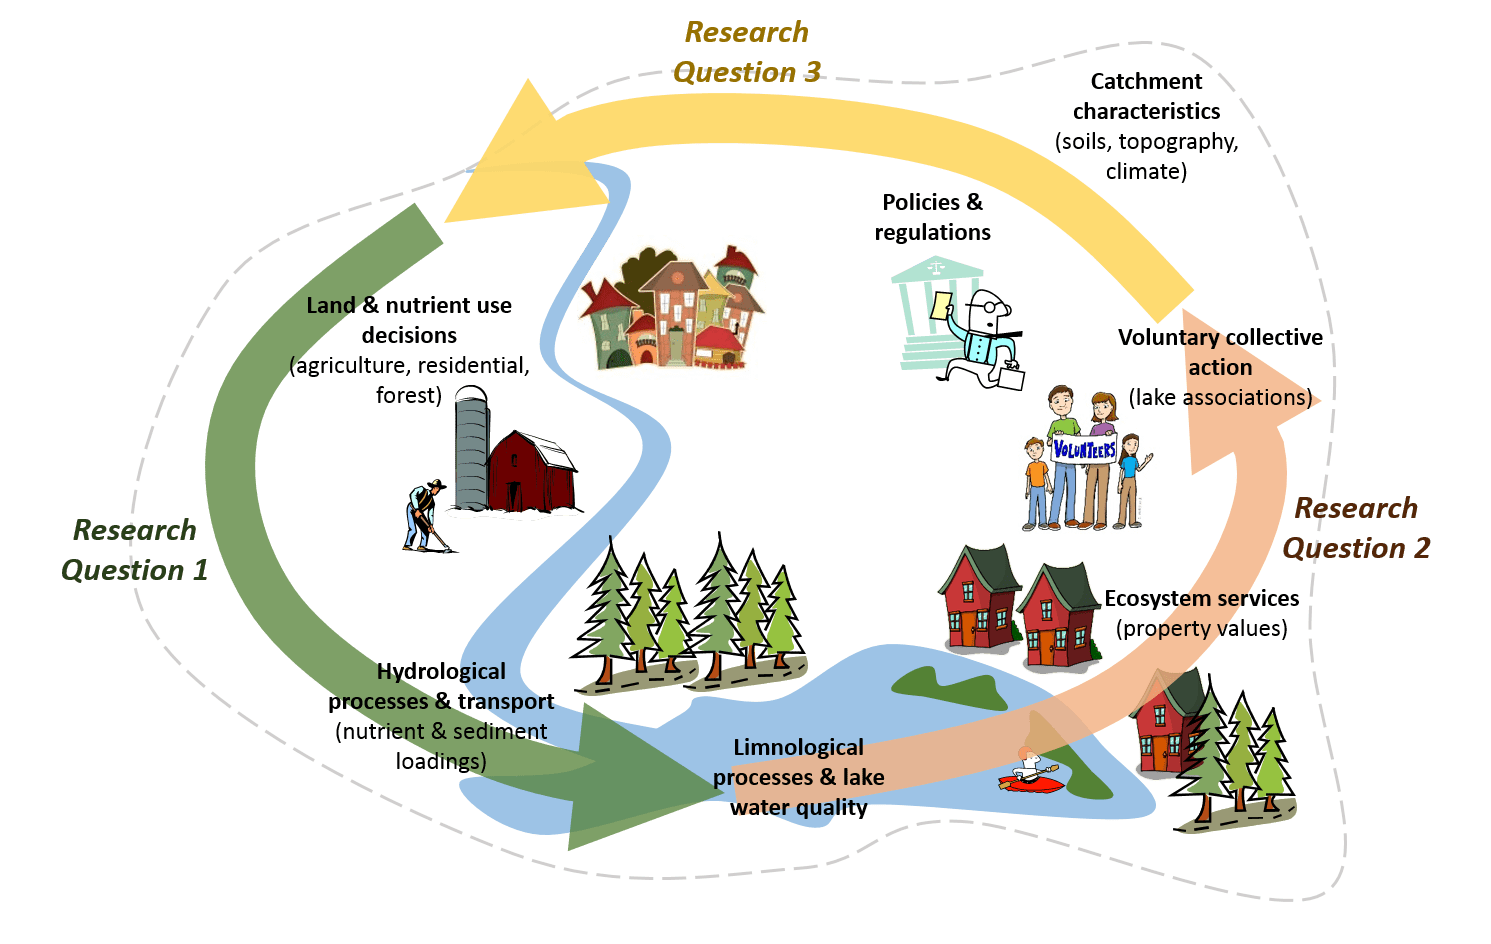 Research
Question 3
Catchment
characteristics
(soils, topography,
climate)
Policies &
regulations
Land & nutrient use
decisions
(agriculture, residential,
forest)
Voluntary collective
action
(lake associations)
VOLUNTEERS
Research
Question 1
Research
Question 2
Ecosystem services
(property values)
Hydrological
processes & transport
(nutrient & sediment
loadings)
Limnological
processes & lake
water quality